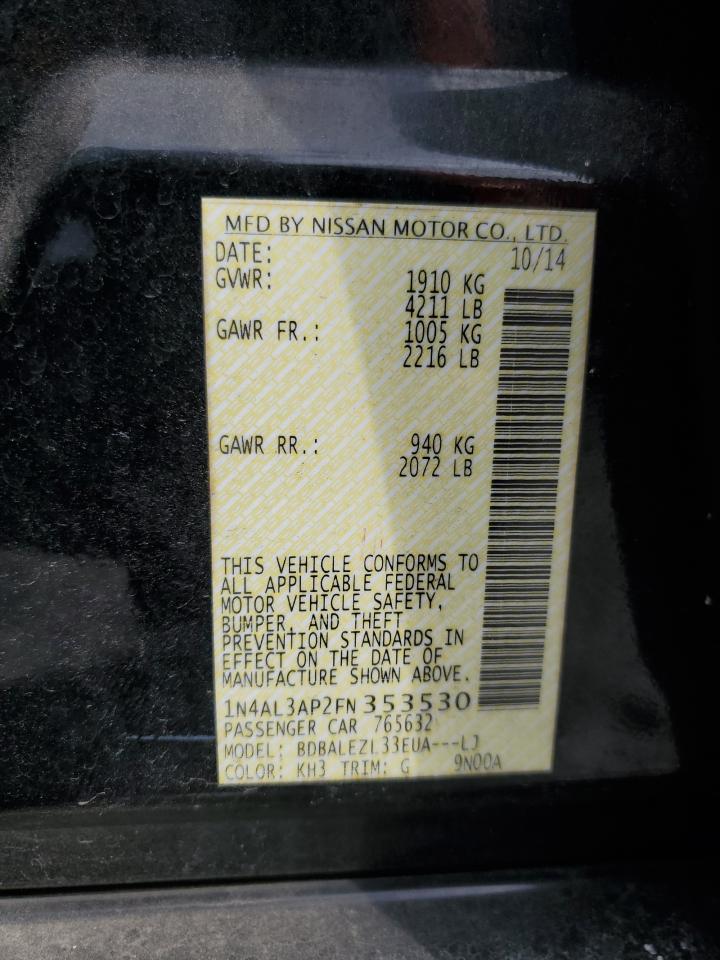 MFD BY NISSAN MOTOR CO., LTD.
DATE: 10/14
GVWR: 1910 KG
4211 LB
GAWR FR.: 1005 KG
2216 LB
GAWR RR.: 940 KG
2072 LB
THIS VEHICLE CONFORMS TO
ALL APPLICABLE FEDERAL
MOTOR VEHICLE SAFETY,
BUMPER, AND THEFT
PREVENTION STANDARDS IN
EFFECT ON THE DATE OF
MANUFACTURE SHOWN ABOVE.
1N4AL3AP2FN353530
PASSENGER CAR 765632
MODEL: BDBALEZL33EUA---LJ
COLOR: KH3 TRIM: G 9N00A